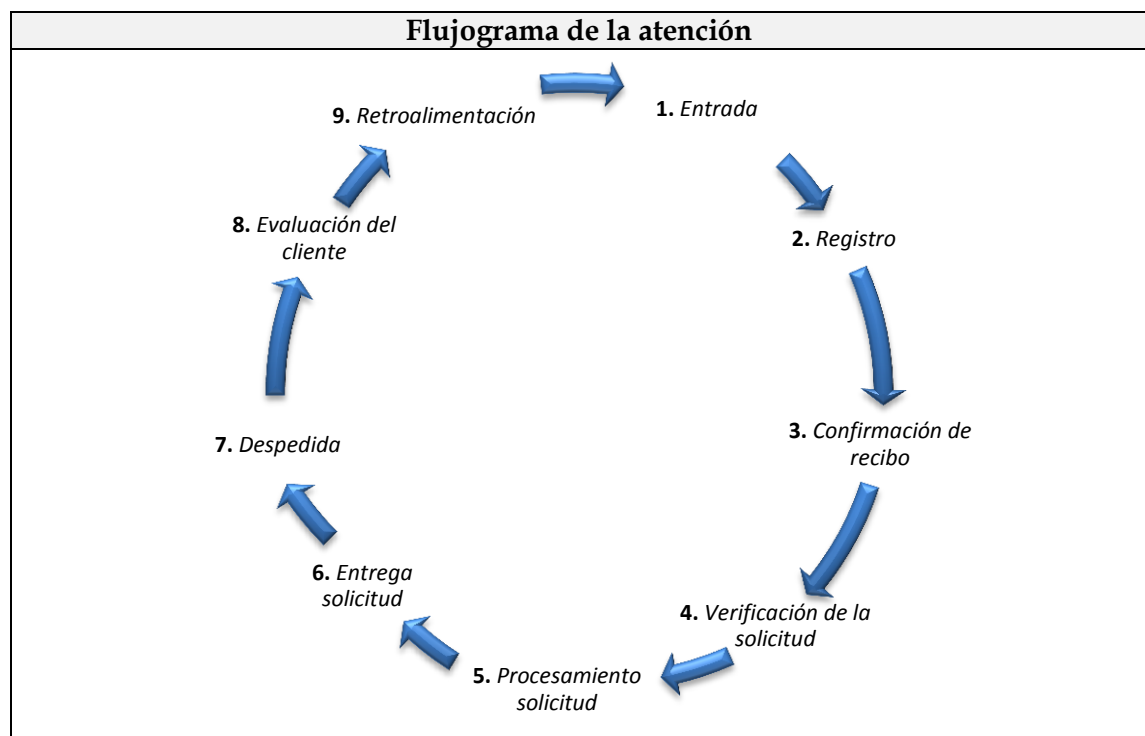 Flujograma de la atención
1. Entrada
2. Registro
3. Confirmación de
recibo
4. Verificación de la
solicitud
5. Procesamiento
solicitud
6. Entrega
solicitud
7. Despedida
8. Evaluación del
cliente
9. Retroalimentación